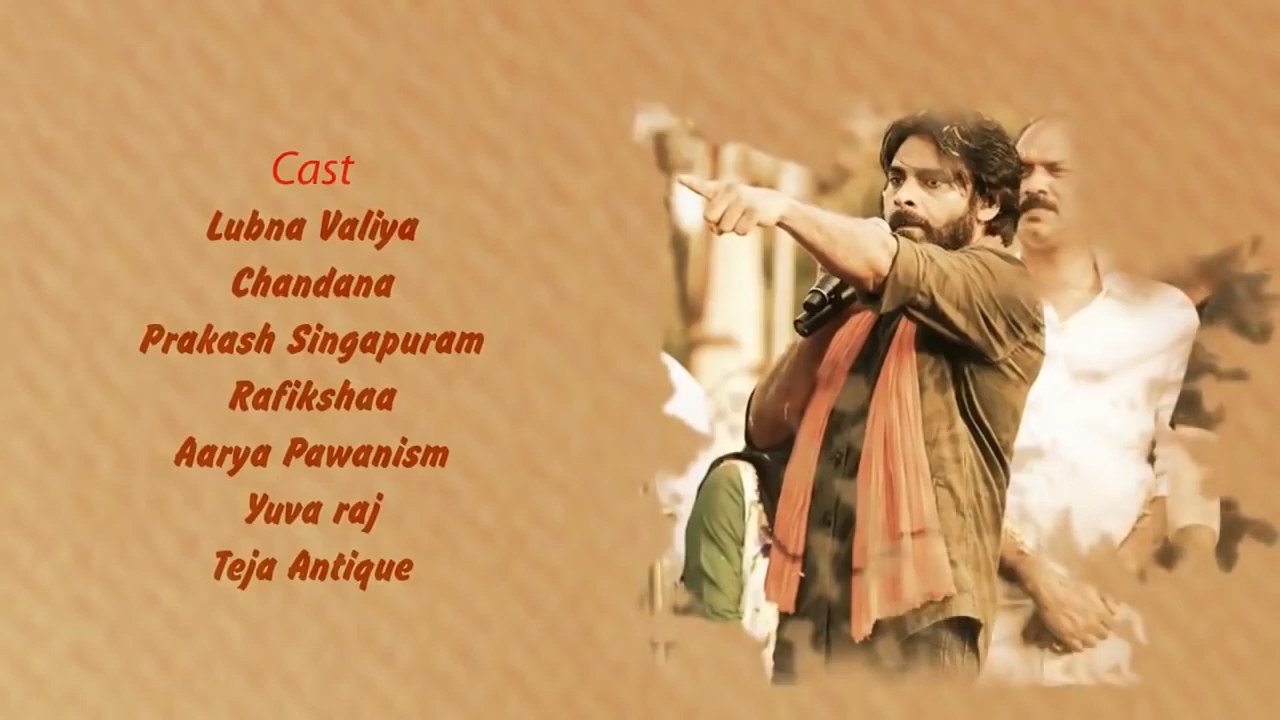 Cast
Lubna Valiya
Chandana
Prakash Singapuram
Rafikshaa
Aarya Pawanism
Yuva raj
Teja Antique